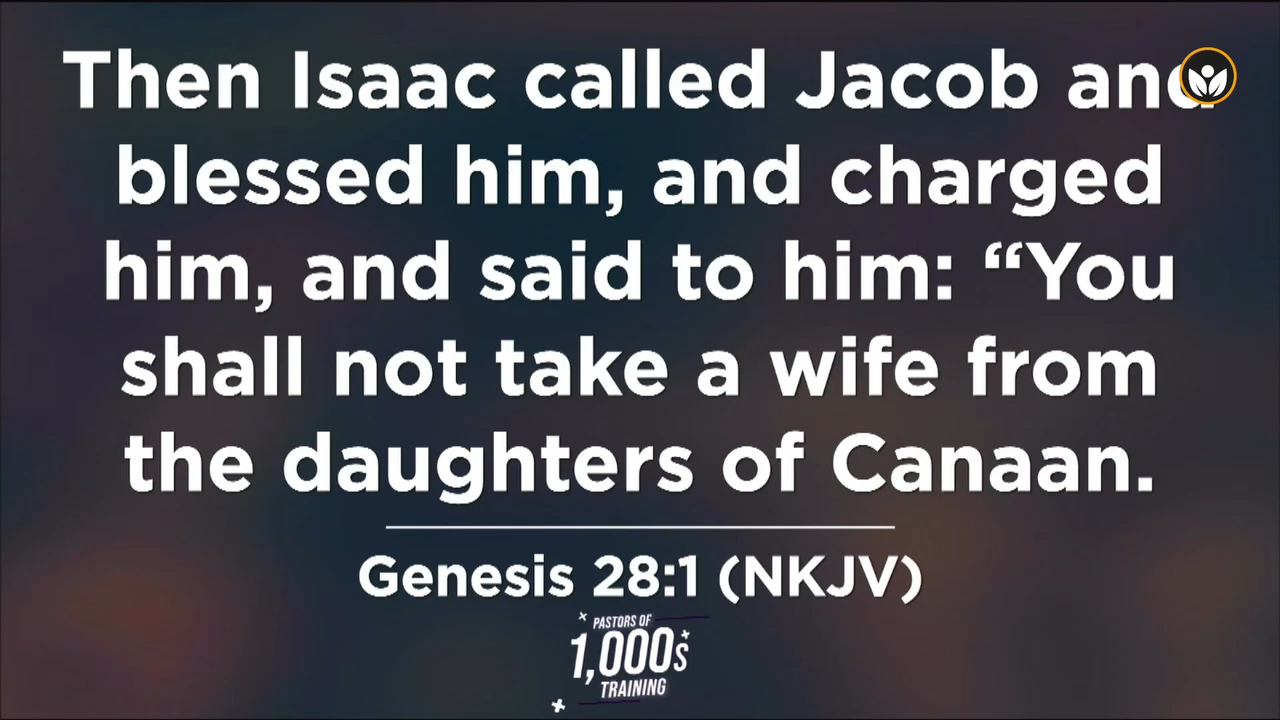 Then Isaac called Jacob and
blessed him, and charged
him, and said to him: “You
shall not take a wife from
the daughters of Canaan.
Genesis 28:1 (NKJV)
PASTORS OF
1,000s
TRAINING